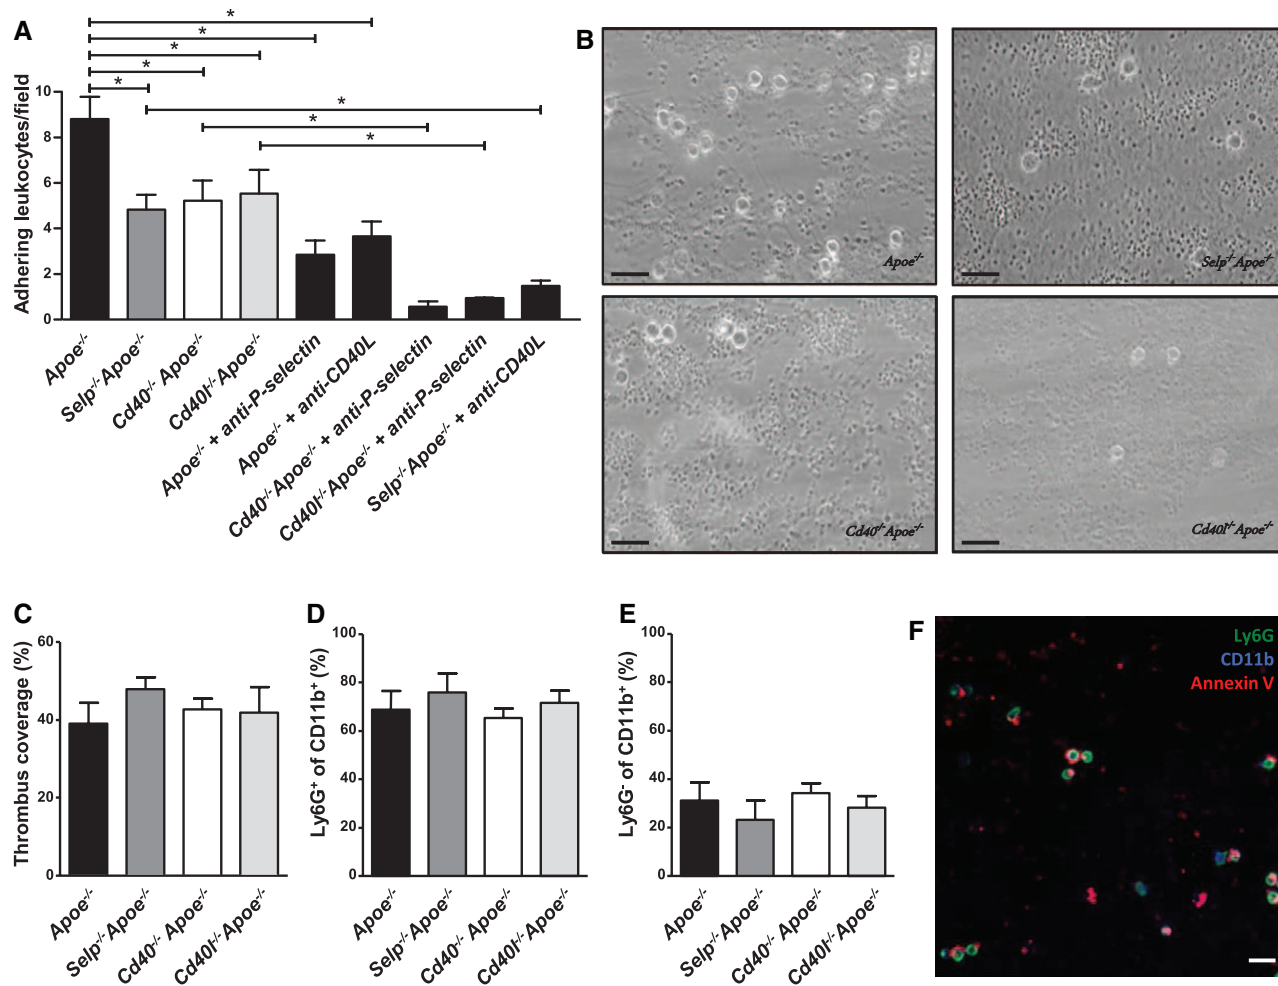 A
*
*
*
*
*
*
*
*
Adhering leukocytes/field
10
8
6
4
2
0
Apoe-/-
Selp-/- Apoe-/-
Cd40-/- Apoe-/-
Cd40l-/- Apoe-/-
Apoe-/- + anti-P-selectin
Apoe-/- + anti-CD40L
Cd40-/- Apoe-/- + anti-P-selectin
Cd40l-/- Apoe-/- + anti-P-selectin
Selp-/- Apoe-/- + anti-CD40L
B
Apoe-/-
Selp-/-Apoe-/-
Cd40-/-Apoe-/-
Cd40l-/-Apoe-/-
C
Thrombus coverage (%)
60
40
20
0
Apoe-/-
Selp-/- Apoe-/-
Cd40-/- Apoe-/-
Cd40l-/- Apoe-/-
D
Ly6G+ of CD11b+ (%)
100
80
60
40
20
0
Apoe-/-
Selp-/- Apoe-/-
Cd40-/- Apoe-/-
Cd40l-/- Apoe-/-
E
Ly6G- of CD11b+ (%)
100
80
60
40
20
0
Apoe-/-
Selp-/- Apoe-/-
Cd40-/- Apoe-/-
Cd40l-/- Apoe-/-
F
Ly6G
CD11b
Annexin V